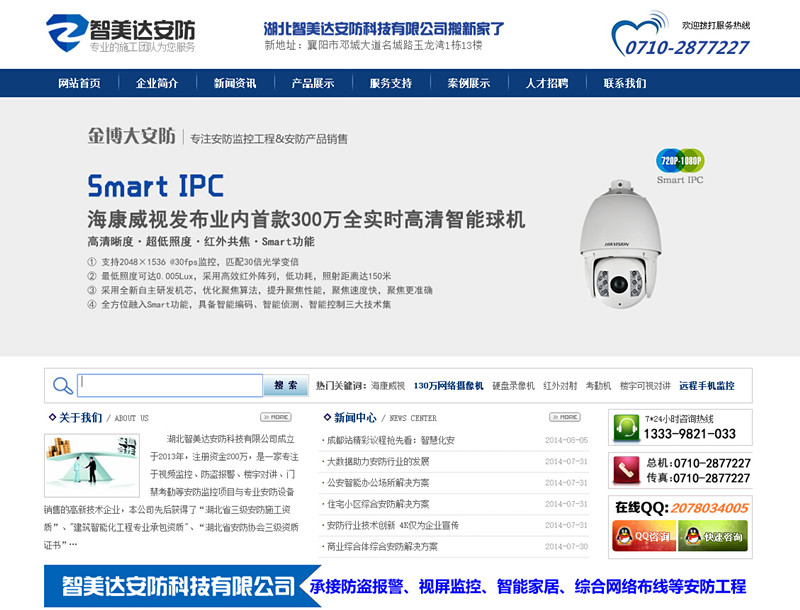 智美达安防
专业的施工团队为您服务
湖北智美达安防科技有限公司搬新家了
新地址：襄阳市邓城大道名城路玉龙湾1栋13楼
欢迎拨打服务热线
0710-2877227
网站首页 企业简介 新闻资讯 产品展示 服务支持 案例展示 人才招聘 联系我们
金博大安防 专注安防监控工程&安防产品销售
Smart IPC
海康威视发布业内首款300万全实时高清智能球机
高清晰度·超低照度·红外共焦·Smart功能
① 支持2048×1536 @30fps监控，匹配30倍光学变倍
② 最低照度可达0.005Lux，采用高效红外阵列，低功耗，照射距离达150米
③ 采用全新自主研发机芯，优化聚焦算法，提升聚焦性能，聚焦速度快，聚焦更准确
④ 全方位融入Smart功能，具备智能编码、智能侦测、智能控制三大技术集
720P-1080P
Smart IPC
HIKVISION
搜 索
热门关键词：海康威视 130万网络摄像机 硬盘录像机 红外对射 考勤机 楼宇可视对讲 远程手机监控
关于我们 / ABOUT US
MORE
湖北智美达安防科技有限公司成立
于2013年，注册资金200万，是一家专注
于视频监控、防盗报警、楼宇对讲、门
禁考勤等安防监控项目与专业防设备
销售的高新技术企业，本公司先后获得了“湖北省三级安防施工资
质”、“建筑智能化工程专业承包资质”、“湖北省安防协会三级资质
证书”…
新闻中心 / NEWS CENTER
MORE
·成都站精彩议程抢先看：智慧化安 2014-08-05
·大数据助力安防行业的发展 2014-07-31
·公安智能办公场所解决方案 2014-07-31
·住宅小区综合安防解决方案 2014-07-31
·安防行业技术创新 4K仅为企业宣传 2014-07-31
·商业综合体综合安防解决方案 2014-07-30
7*24小时咨询热线
1333-9821-033
总机:0710-2877227
传真:0710-2877227
在线QQ: 2078034005
QQ咨询 快速咨询
智美达安防科技有限公司 承接防盗报警、视屏监控、智能家居、综合网络布线等安防工程